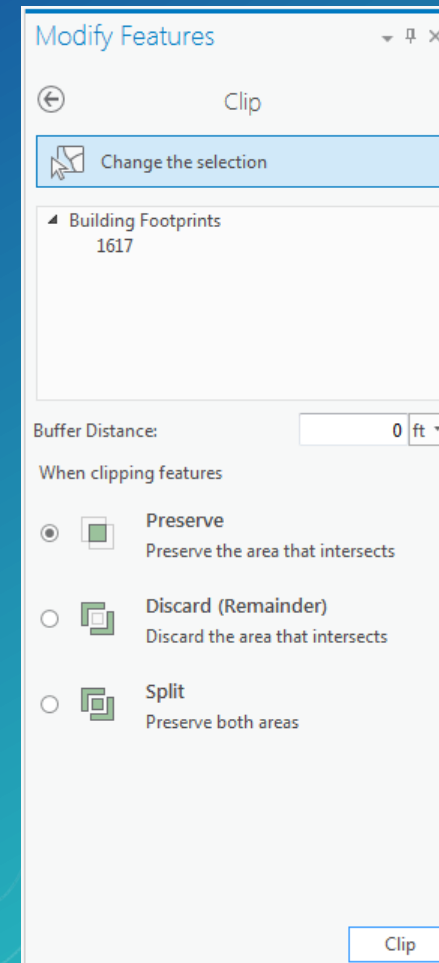 Modify Features
Clip
Change the selection
Building Footprints
1617
Buffer Distance: 0 ft
When clipping features
Preserve
Preserve the area that intersects
Discard (Remainder)
Discard the area that intersects
Split
Preserve both areas
Clip